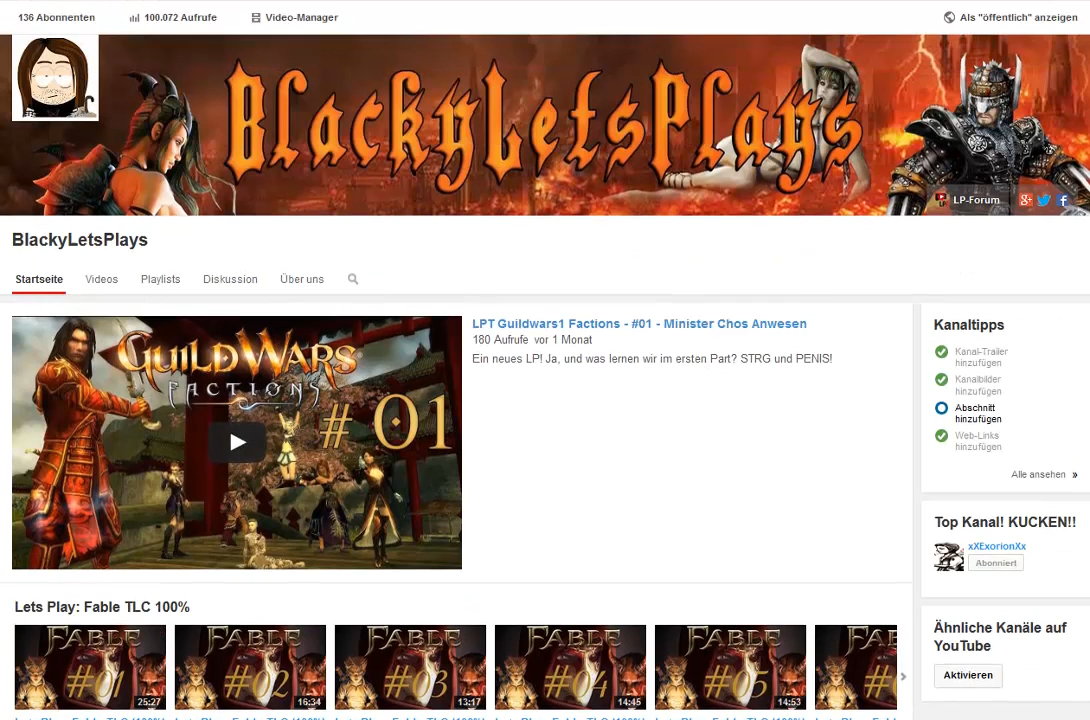 136 Abonnenten 100.072 Aufrufe Video-Manager Als "öffentlich" anzeigen
BlackyLetsPlays
LP-Forum
BlackyLetsPlays
Startseite Videos Playlists Diskussion Über uns
GUILDWARS
FACTIONS
# 01
LPT Guildwars1 Factions - #01 - Minister Chos Anwesen
180 Aufrufe vor 1 Monat
Ein neues LP! Ja, und was lernen wir im ersten Part? STRG und PENIS!
Kanaltipps
Kanal-Trailer
hinzufügen
Kanalbilder
hinzufügen
Abschnitt
hinzufügen
Web-Links
hinzufügen
Alle ansehen »
Top Kanal! KUCKEN!!
xXExorionXx
Abonniert
Ähnliche Kanäle auf
YouTube
Aktivieren
Lets Play: Fable TLC 100%
FABLE FABLE FABLE FABLE FABLE FABLE
#01 #02 #03 #04 #05
25:27 16:34 13:17 14:45 14:53